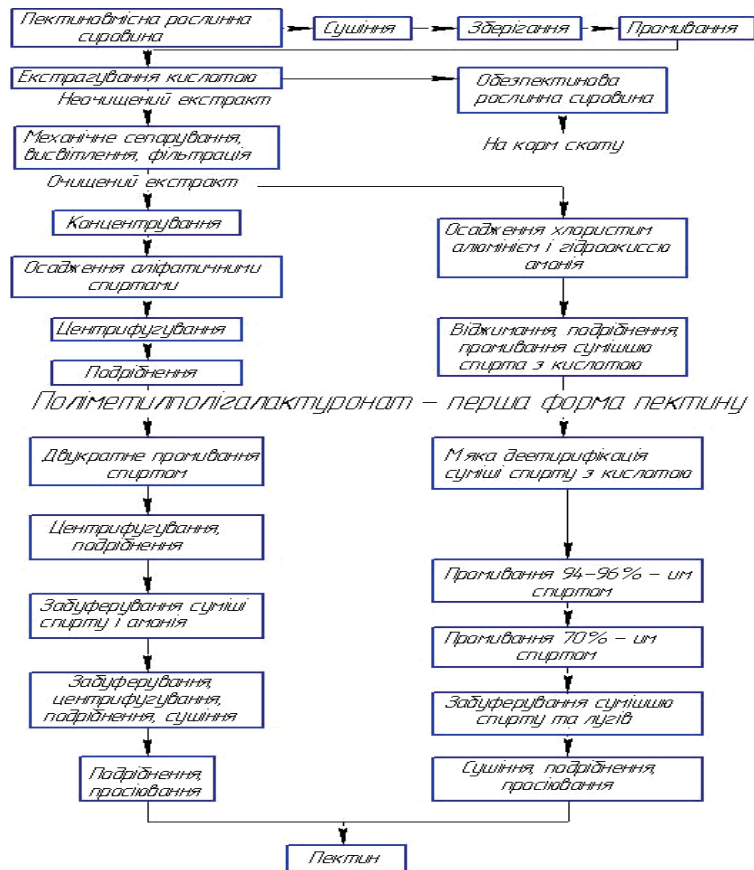 Пектиновмісна рослинна
сировина
Сушіння
Зберігання
Промивання
Екстрагування кислотою
Обезпектинова
рослинна сировина
Неочищений екстракт
Механічне сепарування,
висвітлення, фільтрація
На корм скоту
Очищений екстракт
Концентрування
Осадження хлористим
алюмінієм і гідроокиссю
амонія
Осадження аліфатичними
спиртами
Центрифугування
Віджимання, подрібнення,
промивання сумішшю
спирта з кислотою
Подрібнення
Поліметилполігалактуронат – перша форма пектину
Двукратне промивання
спиртом
М'яка деетирифікація
суміші спирту з кислотою
Центрифугування,
подрібнення
Промивання 94-96% - им
спиртом
Забуферування суміші
спирту і амонія
Промивання 70% - им
спиртом
Забуферування,
центрифугування,
подрібнення, сушіння
Забуферування сумішшю
спирту та лугів
Подрібнення,
просіювання
Сушіння, подрібнення,
просіювання
Пектин